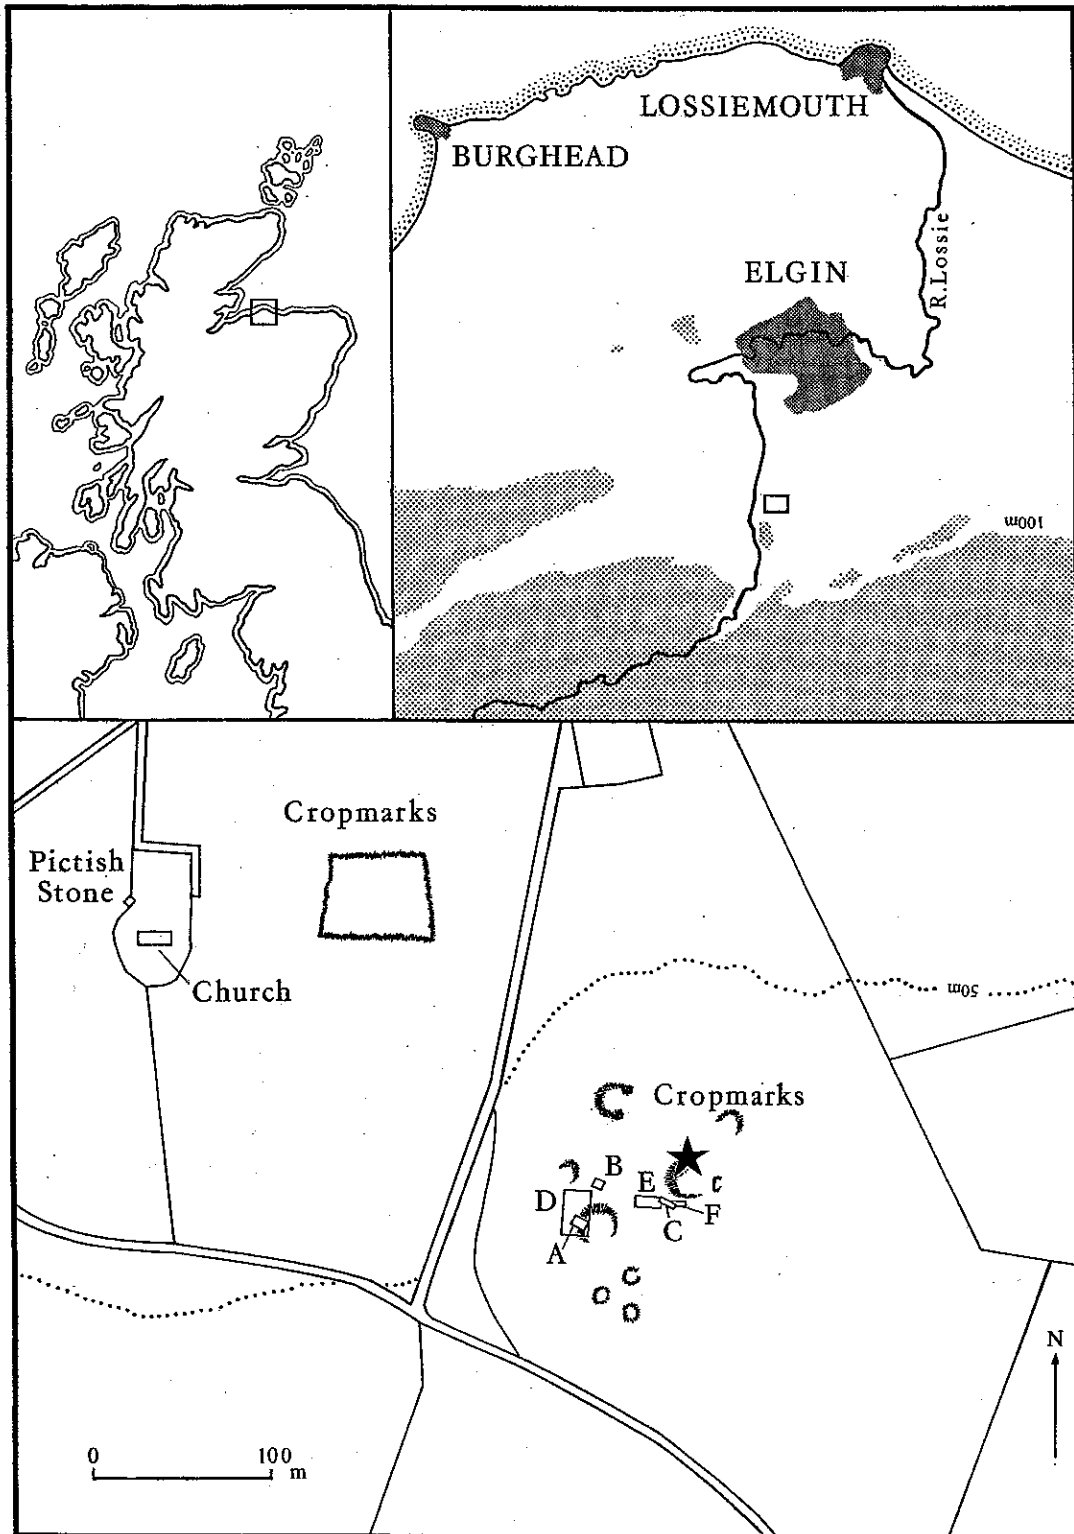 LOSSIEMOUTH
BURGHEAD
R.Lossie
ELGIN
100m
Cropmarks
Pictish
Stone
Church
50m
Cropmarks
B
E
D
F
C
A
N
0 100 m